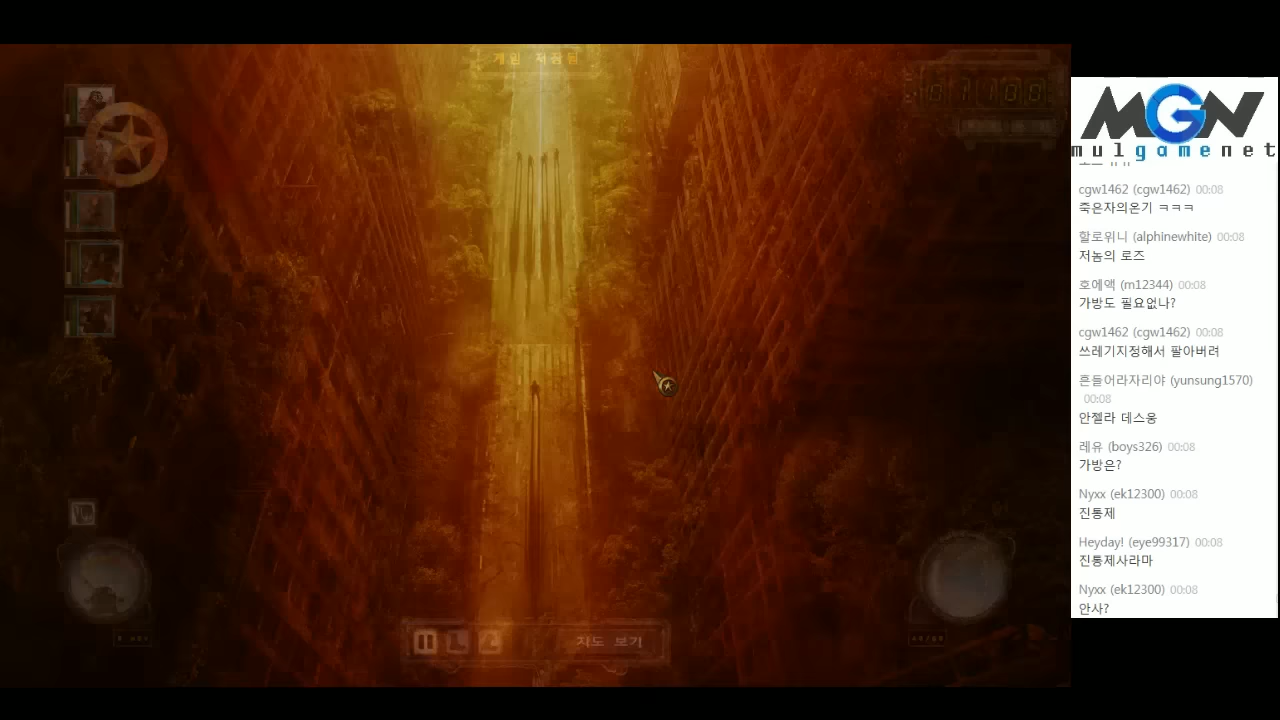 게임 저장됨
07:00
지도 보기
MGN
mulgamenet
cgw1462 (cgw1462) 00:08
죽은자의온기 ㅋㅋㅋ
할로위니 (alphinewhite) 00:08
저놈의 로즈
호에액 (m12344) 00:08
가방도 필요없나?
cgw1462 (cgw1462) 00:08
쓰레기지정해서 팔아버려
흔들어라자리야 (yunsung1570)
00:08
안젤라 데스웅
레유 (boys326) 00:08
가방은?
Nyxx (ek12300) 00:08
진통제
Heyday! (eye99317) 00:08
진통제사라마
Nyxx (ek12300) 00:08
안사?